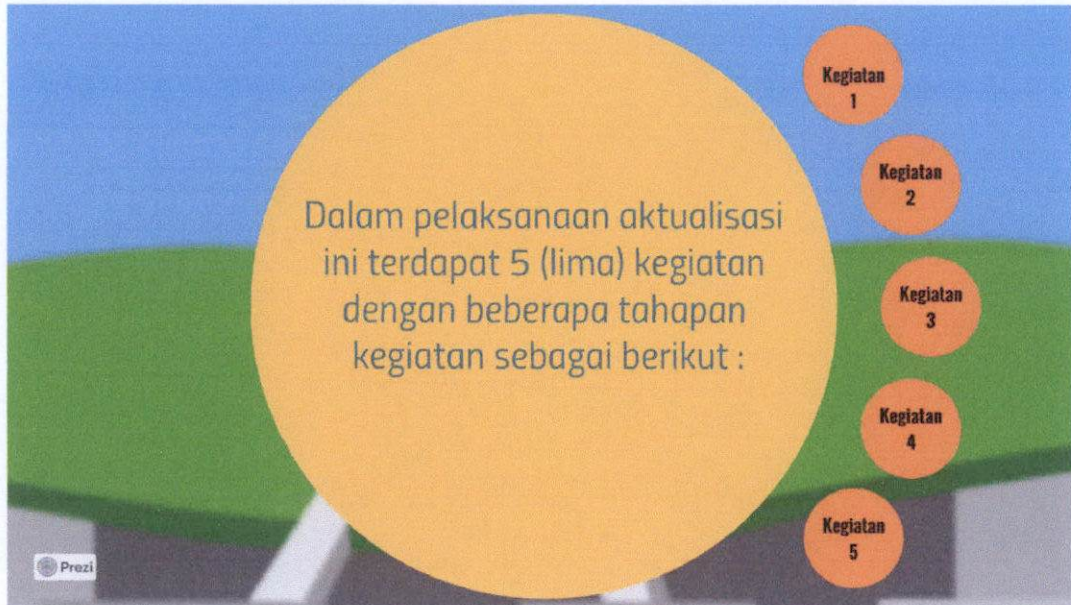 Dalam pelaksanaan aktualisasi
ini terdapat 5 (lima) kegiatan
dengan beberapa tahapan
kegiatan sebagai berikut :
Kegiatan
1
Kegiatan
2
Kegiatan
3
Kegiatan
4
Kegiatan
5
Prezi